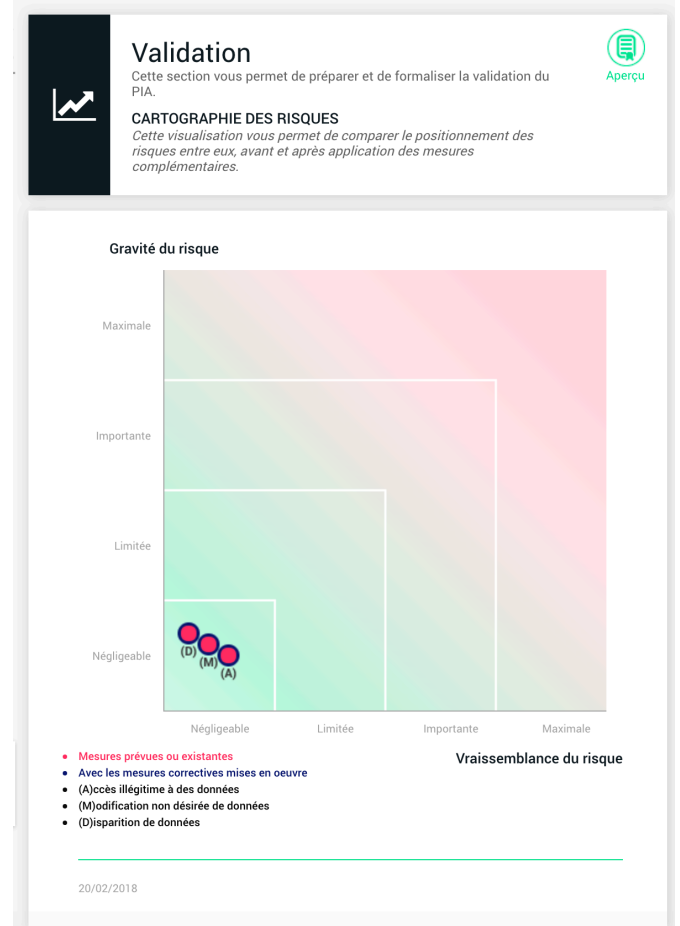 Validation
Cette section vous permet de préparer et de formaliser la validation du
PIA.
Aperçu
CARTOGRAPHIE DES RISQUES
Cette visualisation vous permet de comparer le positionnement des
risques entre eux, avant et après application des mesures
complémentaires.
Gravité du risque
Maximale
Importante
Limitée
Négligeable
(D)
(M)
(A)
Négligeable Limitée Importante Maximale
Vraissemblance du risque
Mesures prévues ou existantes
Avec les mesures correctives mises en oeuvre
(A)ccès illégitime à des données
(M)odification non désirée de données
(D)isparition de données
20/02/2018